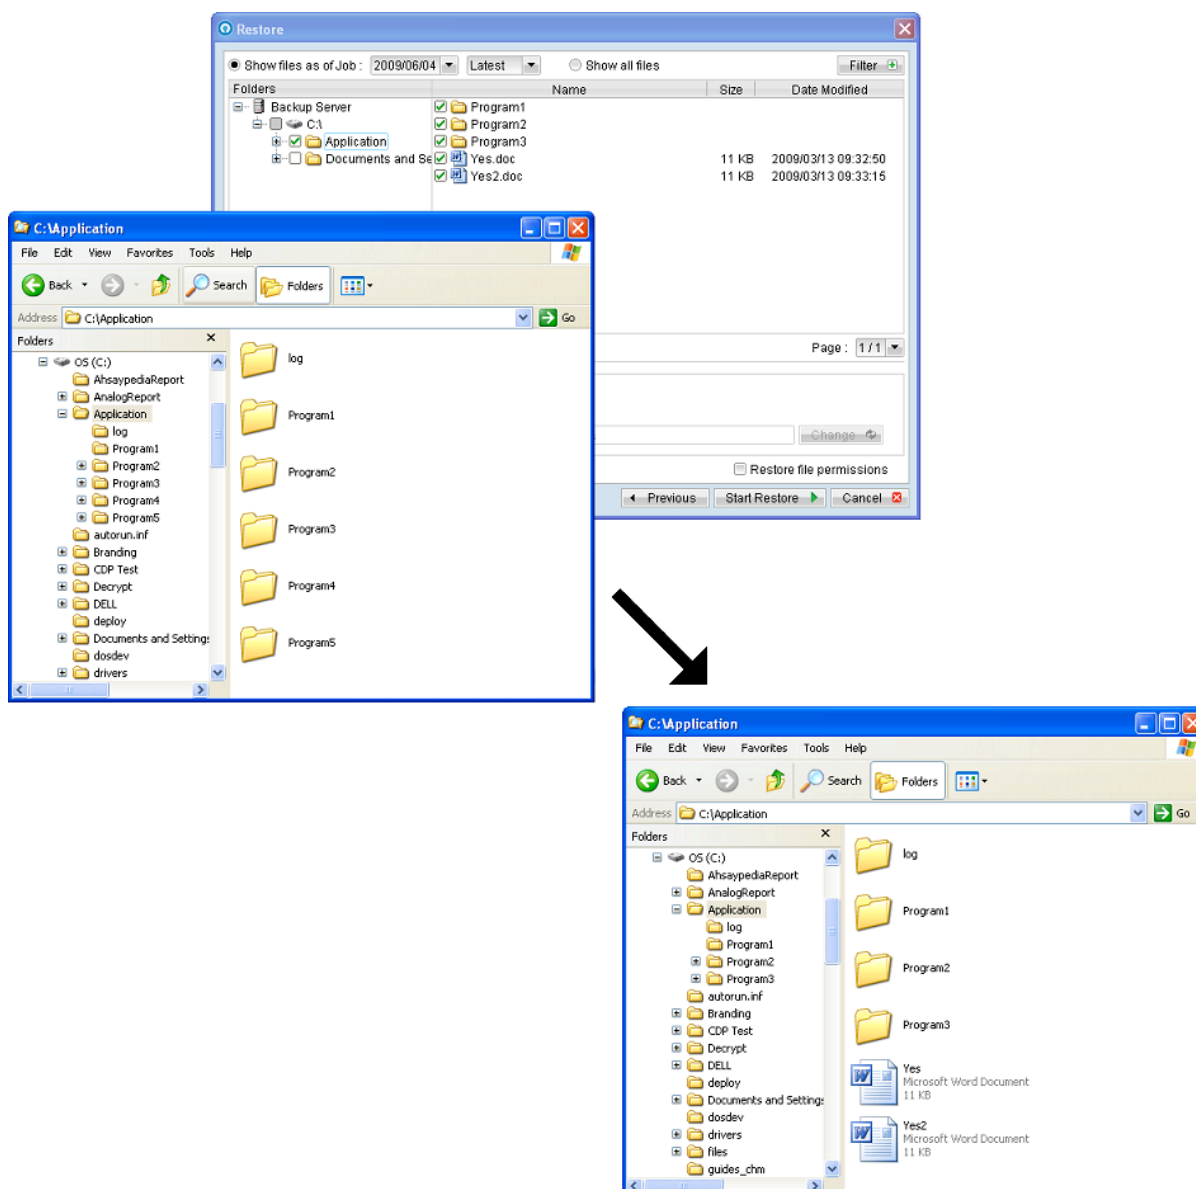 Restore
Show files as of Job : 2009/06/04 Latest Show all files Filter
Folders Name Size Date Modified
Backup Server Program1
C:\ Program2
Application Program3
Documents and Se Yes.doc 11 KB 2009/03/13 09:32:50
Yes2.doc 11 KB 2009/03/13 09:33:15
Page : 1 / 1
Change
Restore file permissions
Previous Start Restore Cancel
C:\Application
File Edit View Favorites Tools Help
Back Search Folders
Address C:\Application Go
Folders
OS (C:)
AhsaypediaReport
AnalogReport
Application
log
Program1
Program2
Program3
Program4
Program5
autorun.inf
Branding
CDP Test
Decrypt
DELL
deploy
Documents and Settings
dosdev
drivers
log
Program1
Program2
Program3
Program4
Program5
C:\Application
File Edit View Favorites Tools Help
Back Search Folders
Address C:\Application Go
Folders
OS (C:)
AhsaypediaReport
AnalogReport
Application
log
Program1
Program2
Program3
autorun.inf
Branding
CDP Test
Decrypt
DELL
deploy
Documents and Settings
dosdev
drivers
files
guides_chm
log
Program1
Program2
Program3
Yes
Microsoft Word Document
11 KB
Yes2
Microsoft Word Document
11 KB